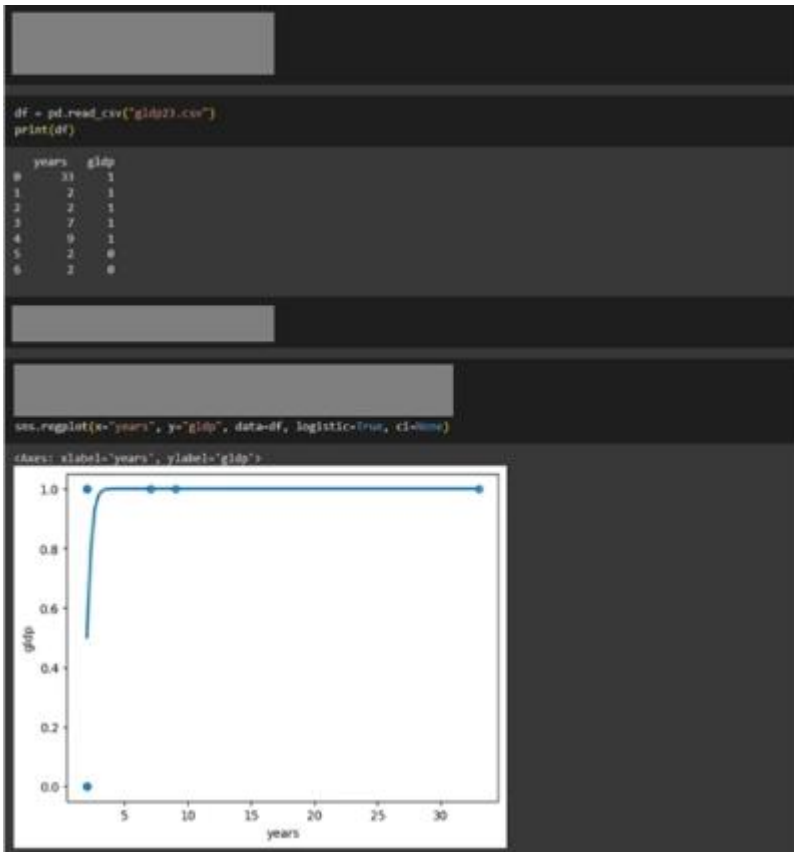 df = pd.read_csv("gldp23.csv")
print(df)
years gldp
0 33 1
1 2 1
2 2 1
3 7 1
4 9 1
5 2 0
6 2 0
sns.regplot(x="years", y="gldp", data=df, logistic=True, ci=None)
<Axes: xlabel='years', ylabel='gldp'>
1.0
0.8
0.6
0.4
0.2
0.0
gldp
5 10 15 20 25 30
years